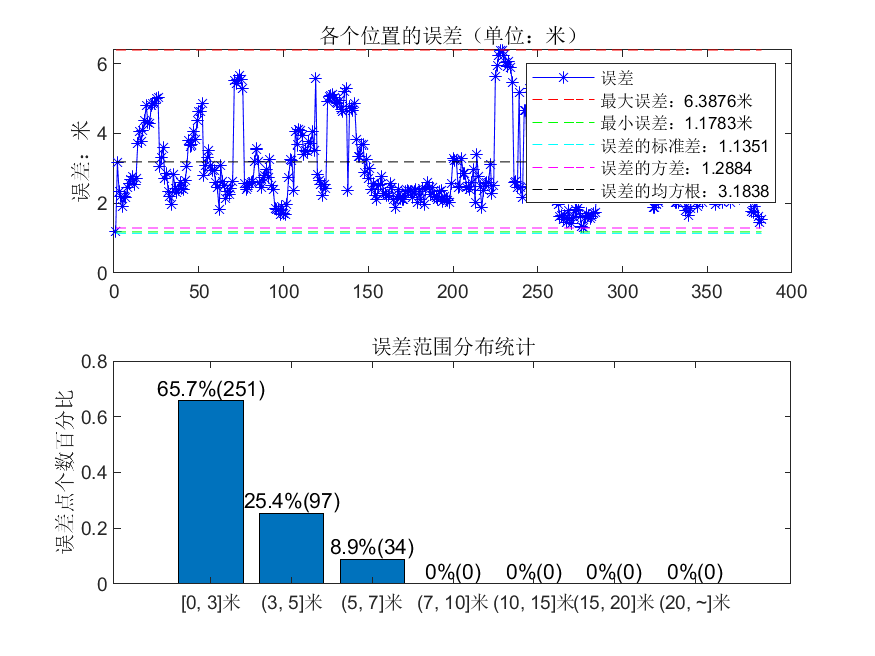 各个位置的误差（单位：米）
误差：米
6
4
2
0
0 50 100 150 200 250 300 350 400
误差
最大误差：6.3876米
最小误差：1.1783米
误差的标准差：1.1351
误差的方差：1.2884
误差的均方根：3.1838
误差范围分布统计
误差点个数百分比
0.8
0.6
0.4
0.2
0
65.7%(251)
25.4%(97)
8.9%(34)
0%(0) 0%(0) 0%(0) 0%(0)
[0, 3]米 (3, 5]米 (5, 7]米 (7, 10]米 (10, 15]米 (15, 20]米 (20, ~]米